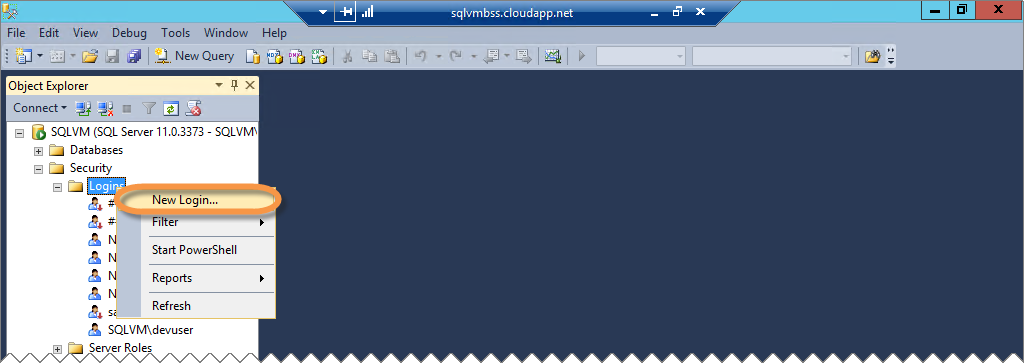 sqlvmbss.cloudapp.net
File Edit View Debug Tools Window Help
New Query
Object Explorer
Connect
SQLVM (SQL Server 11.0.3373 - SQLVM\
Databases
Security
Logins
New Login...
#
Filter
#
N
Start PowerShell
N
N
Reports
N
Refresh
sa
SQLVM\devuser
Server Roles